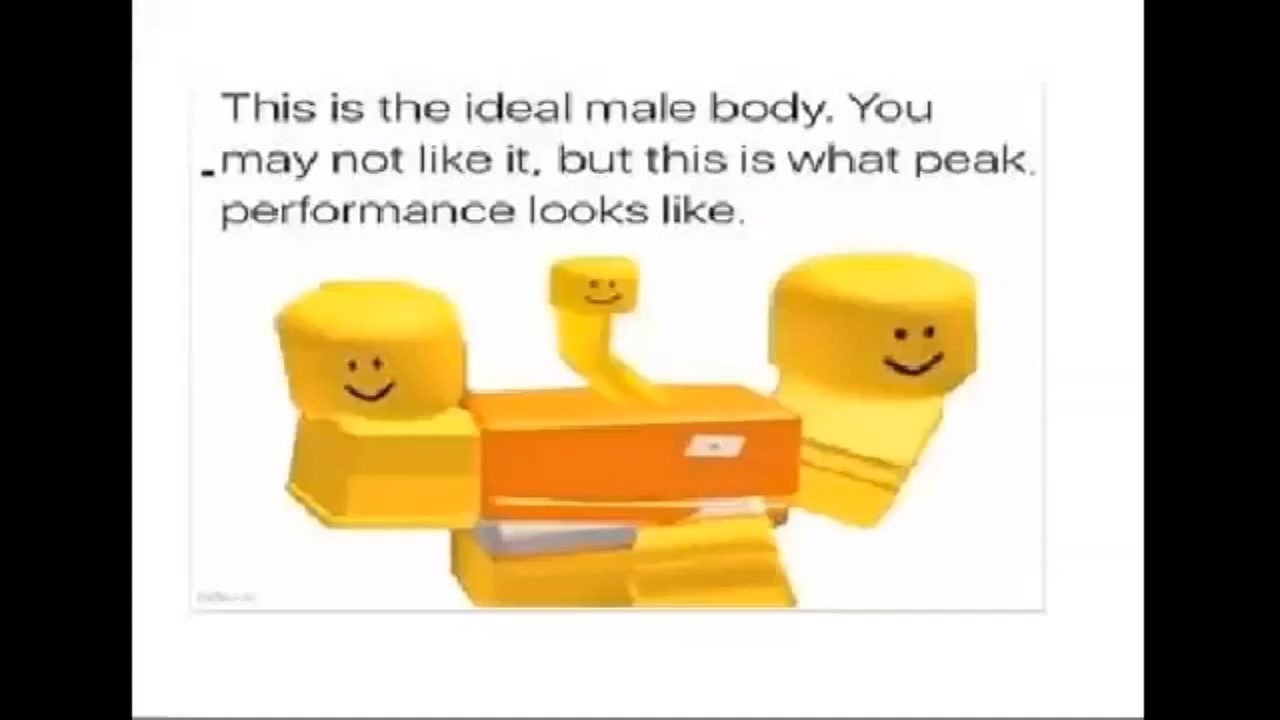 This is the ideal male body. You
may not like it, but this is what peak
performance looks like.